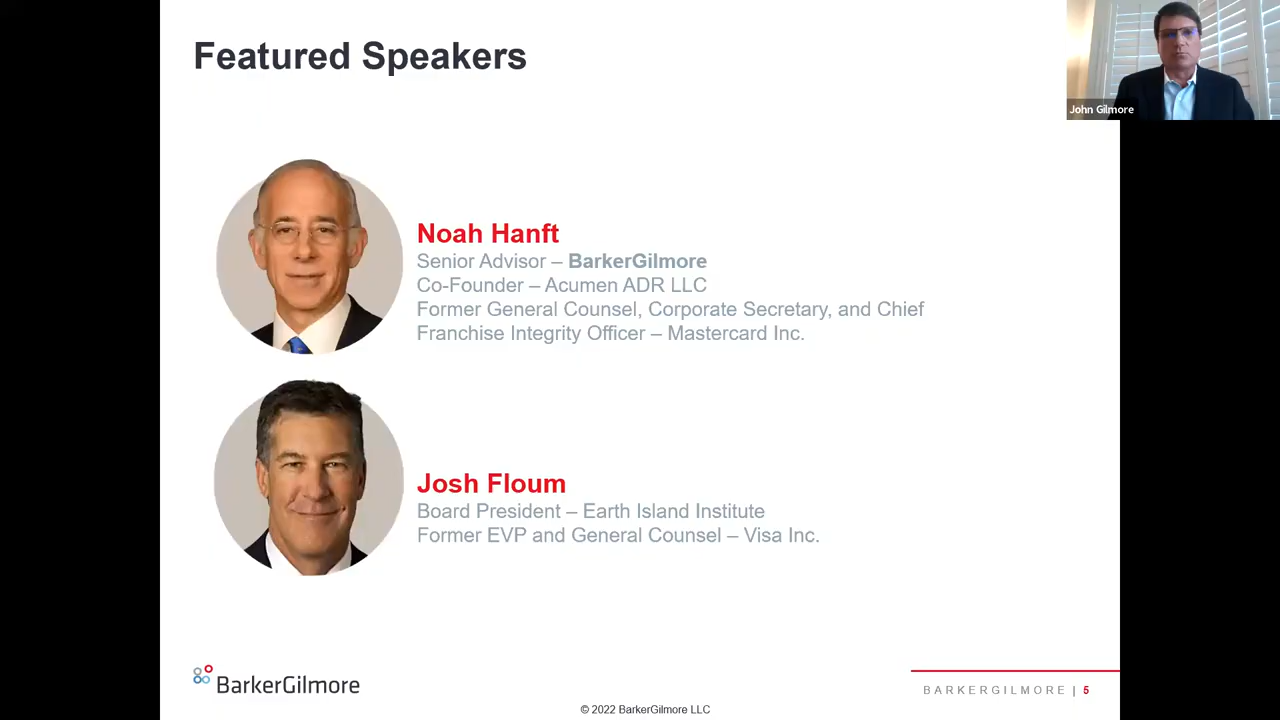 Featured Speakers
John Gilmore
Noah Hanft
Senior Advisor – BarkerGilmore
Co-Founder – Acumen ADR LLC
Former General Counsel, Corporate Secretary, and Chief
Franchise Integrity Officer – Mastercard Inc.
Josh Floum
Board President – Earth Island Institute
Former EVP and General Counsel – Visa Inc.
BarkerGilmore
BARKERGILMORE | 5
© 2022 BarkerGilmore LLC